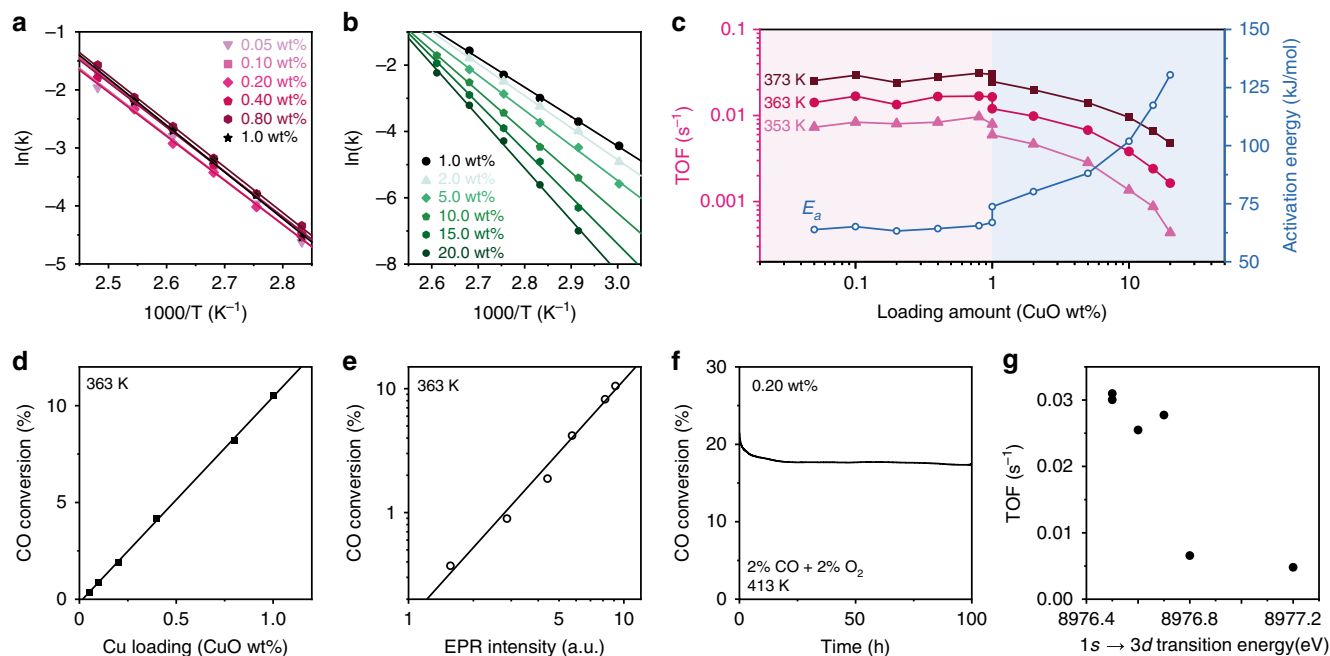 a
−1
−2
−3
−4
−5
ln(k)
0.05 wt%
0.10 wt%
0.20 wt%
0.40 wt%
0.80 wt%
1.0 wt%
2.5 2.6 2.7 2.8
1000/T (K⁻¹)
b
−2
−4
−6
−8
ln(k)
1.0 wt%
2.0 wt%
5.0 wt%
10.0 wt%
15.0 wt%
20.0 wt%
2.6 2.7 2.8 2.9 3.0
1000/T (K⁻¹)
c
0.1
0.01
0.001
TOF (s⁻¹)
373 K
363 K
353 K
Eₐ
150
125
100
75
50
Activation energy (kJ/mol)
0.1 1 10
Loading amount (CuO wt%)
d
363 K
10
5
0
CO conversion (%)
0 0.5 1.0
Cu loading (CuO wt%)
e
363 K
10
1
CO conversion (%)
1 5 10
EPR intensity (a.u.)
f
30
20
10
0
CO conversion (%)
0.20 wt%
2% CO + 2% O₂
413 K
0 50 100
Time (h)
g
0.03
0.02
0.01
0.00
TOF (s⁻¹)
8976.4 8976.8 8977.2
1s → 3d transition energy(eV)